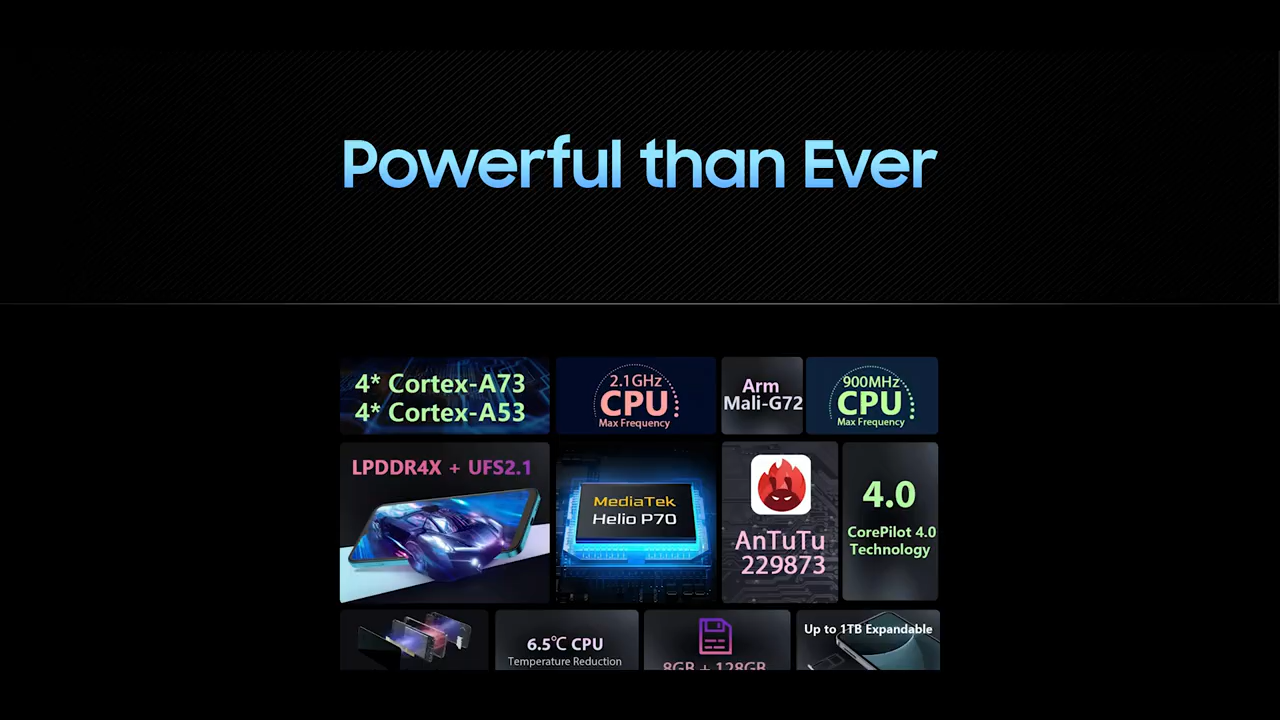 Powerful than Ever
4* Cortex-A73
4* Cortex-A53
2.1GHz
CPU
Max Frequency
Arm
Mali-G72
900MHz
CPU
Max Frequency
LPDDR4X + UFS2.1
MediaTek
Helio P70
AnTuTu
229873
4.0
CorePilot 4.0
Technology
6.5℃ CPU
Temperature Reduction
8GB + 128GB
Up to 1TB Expandable